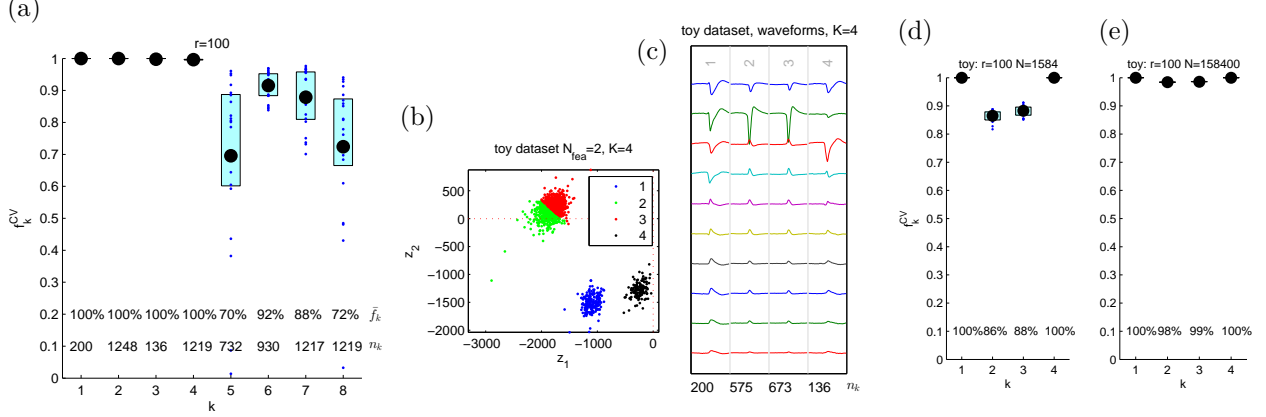 (a)
r=100
1
0.9
0.8
0.7
0.6
0.5
0.4
0.3
0.2
0.1
0
f_k^CV
100% 100% 100% 100% 70% 92% 88% 72% f̄_k
200 1248 136 1219 732 930 1217 1219 n_k
1 2 3 4 5 6 7 8
k
(b)
toy dataset N_fea=2, K=4
500
0
−500
−1000
−1500
−2000
z_2
1
2
3
4
−3000 −2000 −1000 0
z_1
(c)
toy dataset, waveforms, K=4
1 2 3 4
200 575 673 136 n_k
(d)
toy: r=100 N=1584
1
0.9
0.8
0.7
0.6
0.5
0.4
0.3
0.2
0.1
0
f_k^CV
100% 86% 88% 100%
1 2 3 4
k
(e)
toy: r=100 N=158400
1
0.9
0.8
0.7
0.6
0.5
0.4
0.3
0.2
0.1
0
100% 98% 99% 100%
1 2 3 4
k